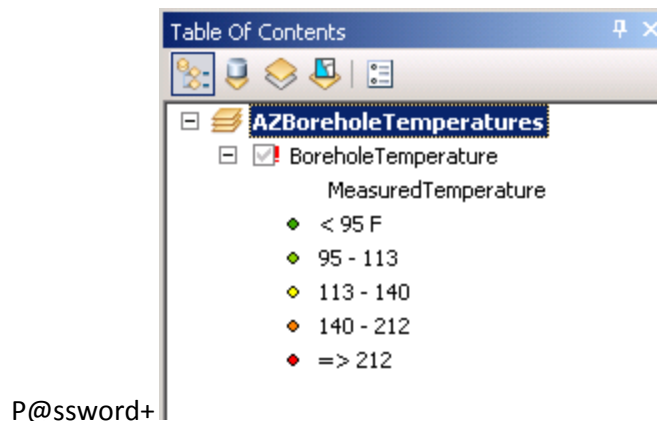 Table Of Contents
AZBoreholeTemperatures
BoreholeTemperature
MeasuredTemperature
< 95 F
95 - 113
113 - 140
140 - 212
=> 212
P@ssword+